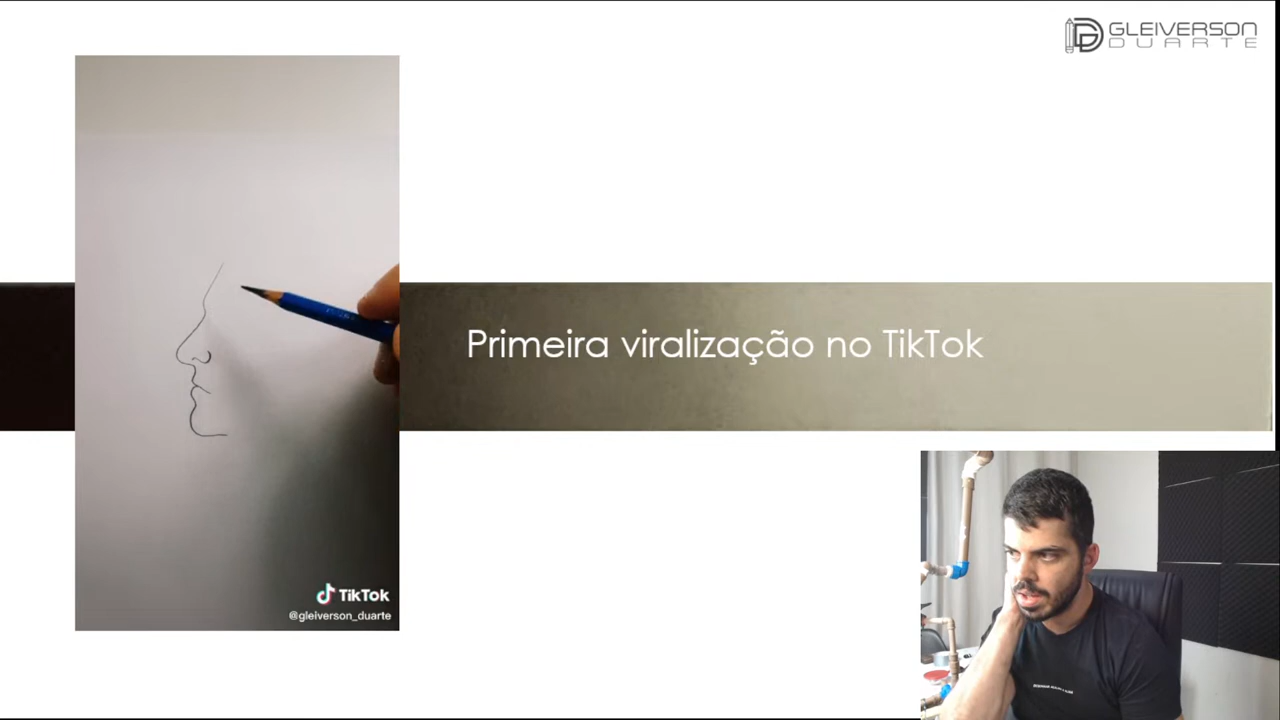 GLEIVERSON
DUARTE
Primeira viralização no TikTok
TikTok
@gleiverson_duarte